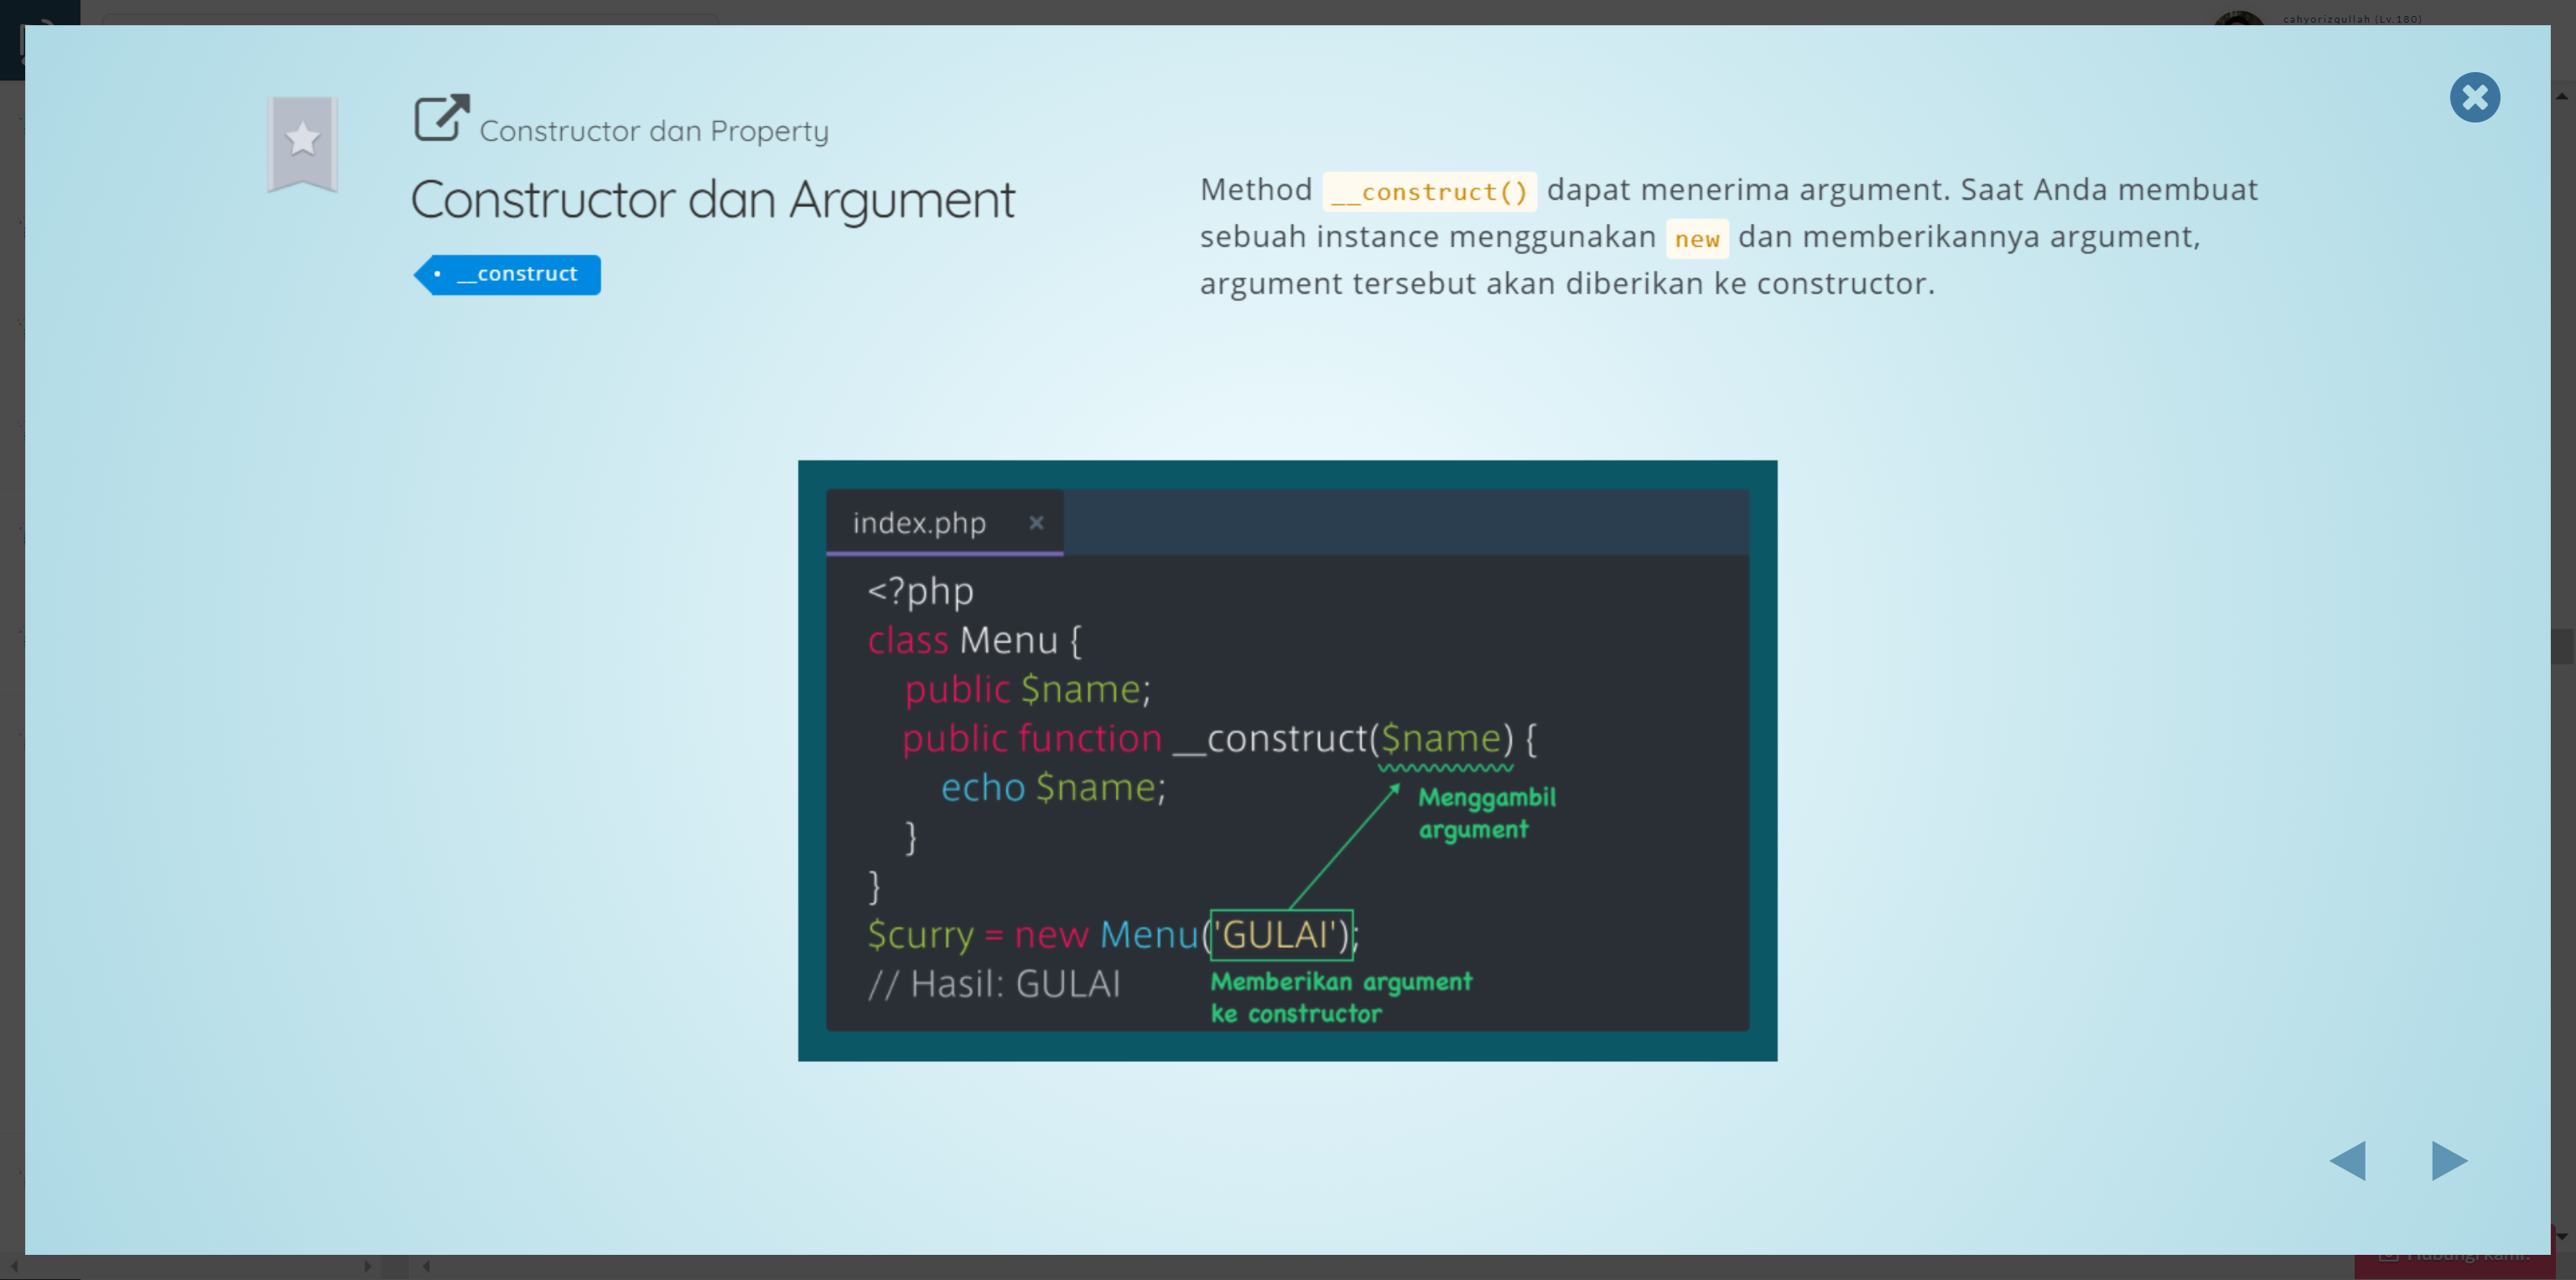 cahyorizqullah (Lv.180)
Constructor dan Property
Constructor dan Argument
__construct
Method __construct() dapat menerima argument. Saat Anda membuat
sebuah instance menggunakan new dan memberikannya argument,
argument tersebut akan diberikan ke constructor.
index.php ×
<?php
class Menu {
public $name;
public function __construct($name) {
echo $name;
Menggambil
argument
}
}
$curry = new Menu('GULAI');
// Hasil: GULAI
Memberikan argument
ke constructor